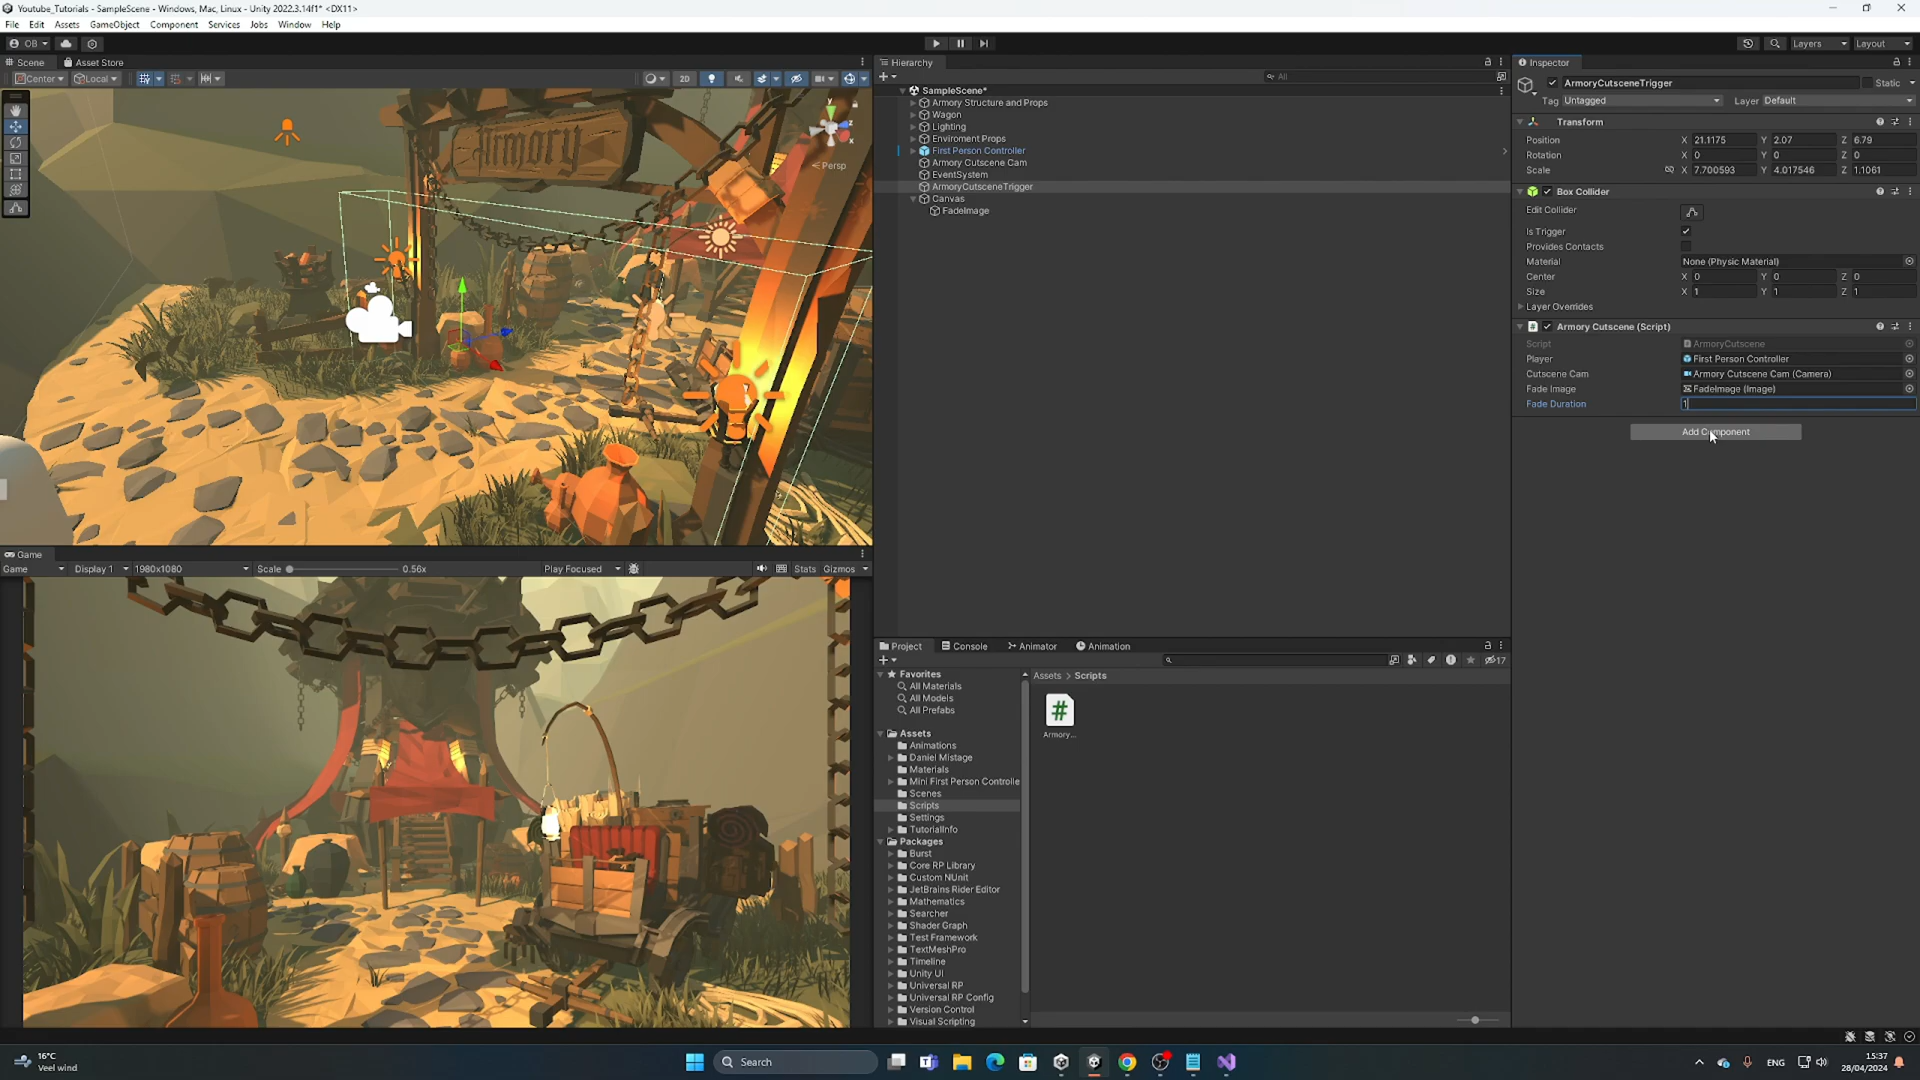 Youtube_Tutorials - SampleScene - Windows, Mac, Linux - Unity 2022.3.14f1* <DX11>
File Edit Assets GameObject Component Services Jobs Window Help
OB
Layers Layout
Scene Asset Store
Center Local 2D
Armory
y
z
x
Persp
Game
Game Display 1 1980x1080 Scale 0.56x Play Focused Stats Gizmos
Hierarchy
All
SampleScene*
Armory Structure and Props
Wagon
Lighting
Enviroment Props
First Person Controller
Armory Cutscene Cam
EventSystem
ArmoryCutsceneTrigger
Canvas
FadeImage
Project Console Animator Animation
17
Favorites
All Materials
All Models
All Prefabs
Assets
Animations
Daniel Mistage
Materials
Mini First Person Controlle
Scenes
Scripts
Settings
TutorialInfo
Packages
Burst
Core RP Library
Custom NUnit
JetBrains Rider Editor
Mathematics
Searcher
Shader Graph
Test Framework
TextMeshPro
Timeline
Unity UI
Universal RP
Universal RP Config
Version Control
Visual Scripting
Assets > Scripts
#
Armory...
Inspector
ArmoryCutsceneTrigger Static
Tag Untagged Layer Default
Transform
Position X 21.1175 Y 2.07 Z 6.79
Rotation X 0 Y 0 Z 0
Scale X 7.700593 Y 4.017546 Z 1.1061
Box Collider
Edit Collider
Is Trigger
Provides Contacts
Material None (Physic Material)
Center X 0 Y 0 Z 0
Size X 1 Y 1 Z 1
Layer Overrides
# Armory Cutscene (Script)
Script ArmoryCutscene
Player First Person Controller
Cutscene Cam Armory Cutscene Cam (Camera)
Fade Image FadeImage (Image)
Fade Duration 1
Add Component
16°C
Veel wind
Search
ENG
15:37
28/04/2024